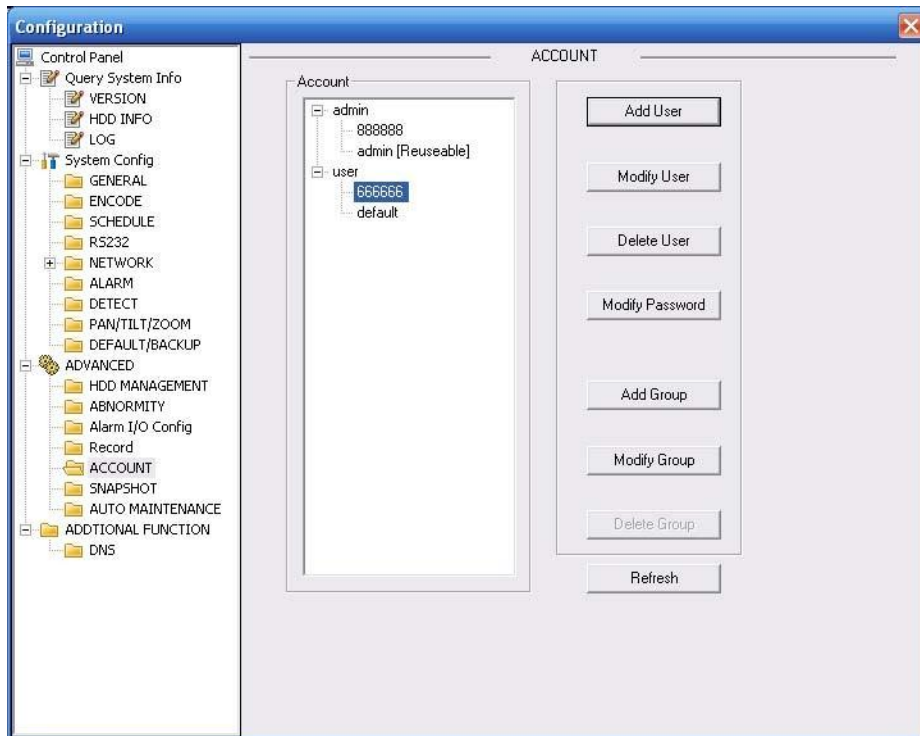 Configuration
Control Panel
Query System Info
VERSION
HDD INFO
LOG
System Config
GENERAL
ENCODE
SCHEDULE
RS232
NETWORK
ALARM
DETECT
PAN/TILT/ZOOM
DEFAULT/BACKUP
ADVANCED
HDD MANAGEMENT
ABNORMITY
Alarm I/O Config
Record
ACCOUNT
SNAPSHOT
AUTO MAINTENANCE
ADDTIONAL FUNCTION
DNS
ACCOUNT
Account
admin
888888
admin [Reuseable]
user
666666
default
Add User
Modify User
Delete User
Modify Password
Add Group
Modify Group
Delete Group
Refresh